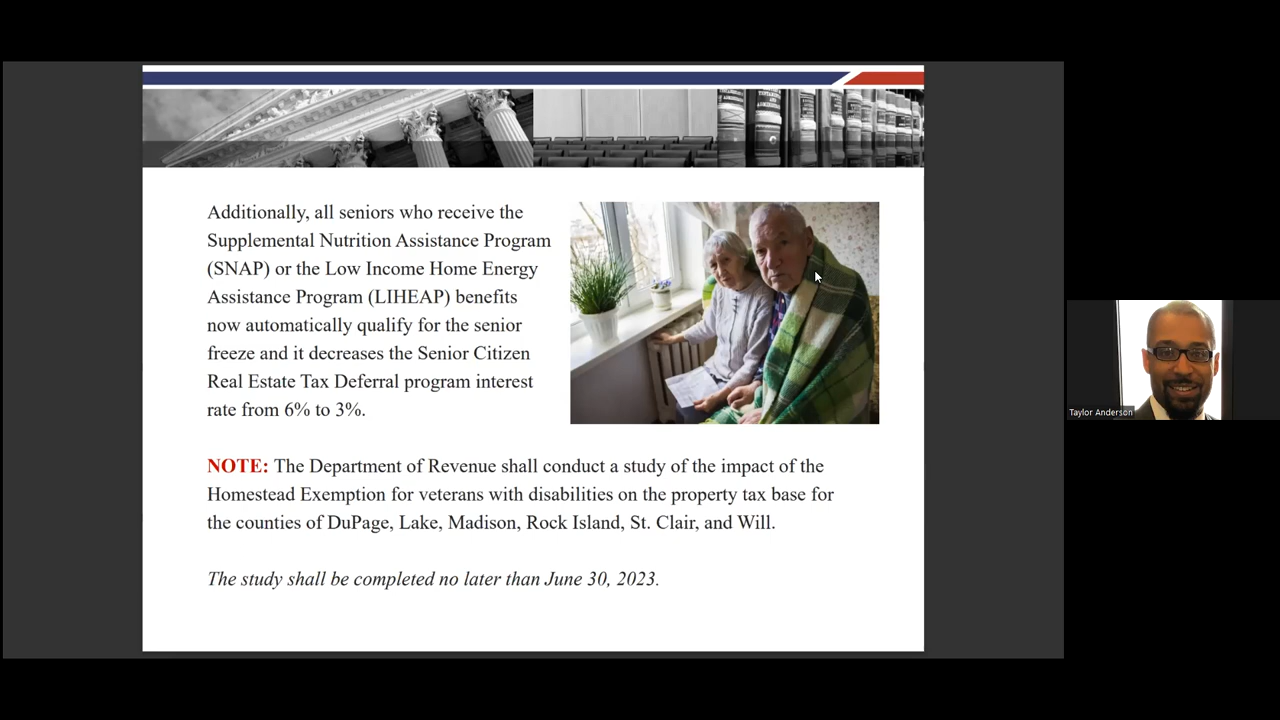 Additionally, all seniors who receive the
Supplemental Nutrition Assistance Program
(SNAP) or the Low Income Home Energy
Assistance Program (LIHEAP) benefits
now automatically qualify for the senior
freeze and it decreases the Senior Citizen
Real Estate Tax Deferral program interest
rate from 6% to 3%.
NOTE: The Department of Revenue shall conduct a study of the impact of the
Homestead Exemption for veterans with disabilities on the property tax base for
the counties of DuPage, Lake, Madison, Rock Island, St. Clair, and Will.
The study shall be completed no later than June 30, 2023.
Taylor Anderson